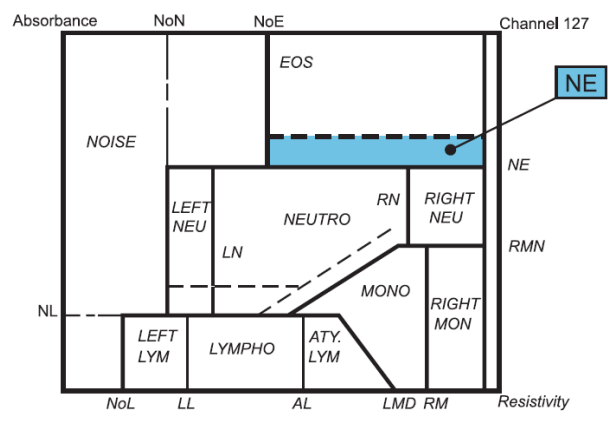 Absorbance NoN NoE Channel 127
EOS
NE
NOISE
NE
LEFT NEU
NEUTRO
RN
RIGHT NEU
LN
RMN
MONO
RIGHT MON
NL
LEFT LYM
LYMPHO
ATY. LYM
NoL LL AL LMD RM Resistivity